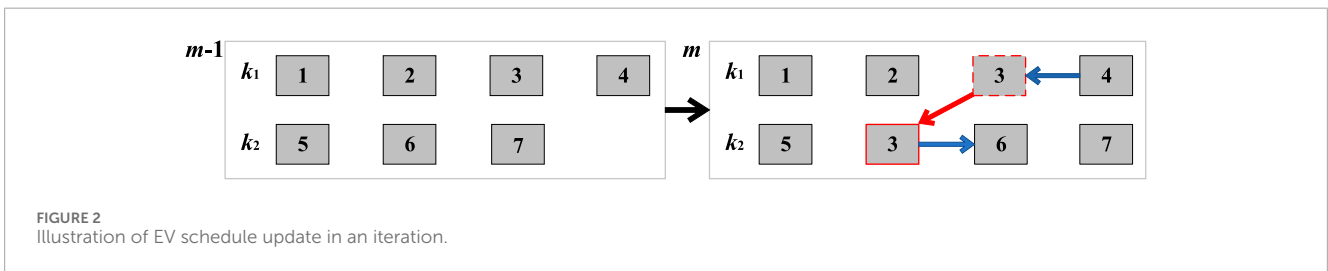 m-1
k1 1 2 3 4
k2 5 6 7
m
k1 1 2 3 4
k2 5 3 6 7
FIGURE 2
Illustration of EV schedule update in an iteration.